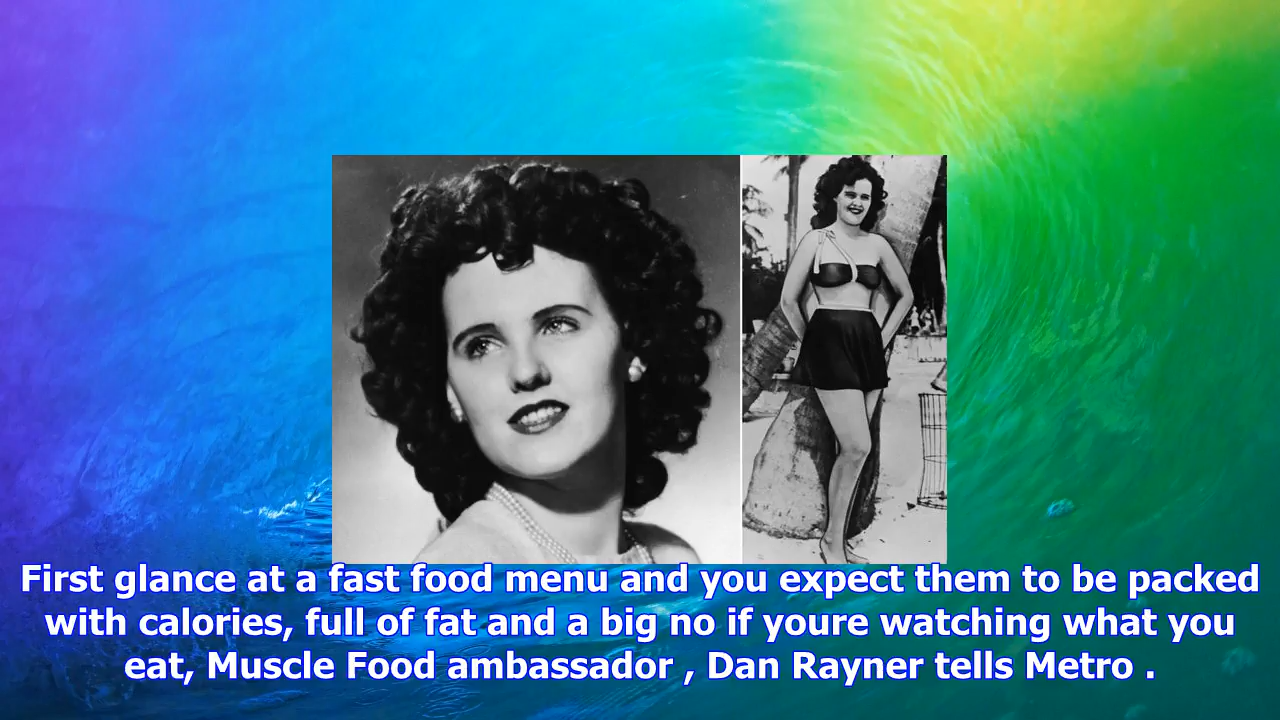 First glance at a fast food menu and you expect them to be packed
with calories, full of fat and a big no if youre watching what you
eat, Muscle Food ambassador , Dan Rayner tells Metro .